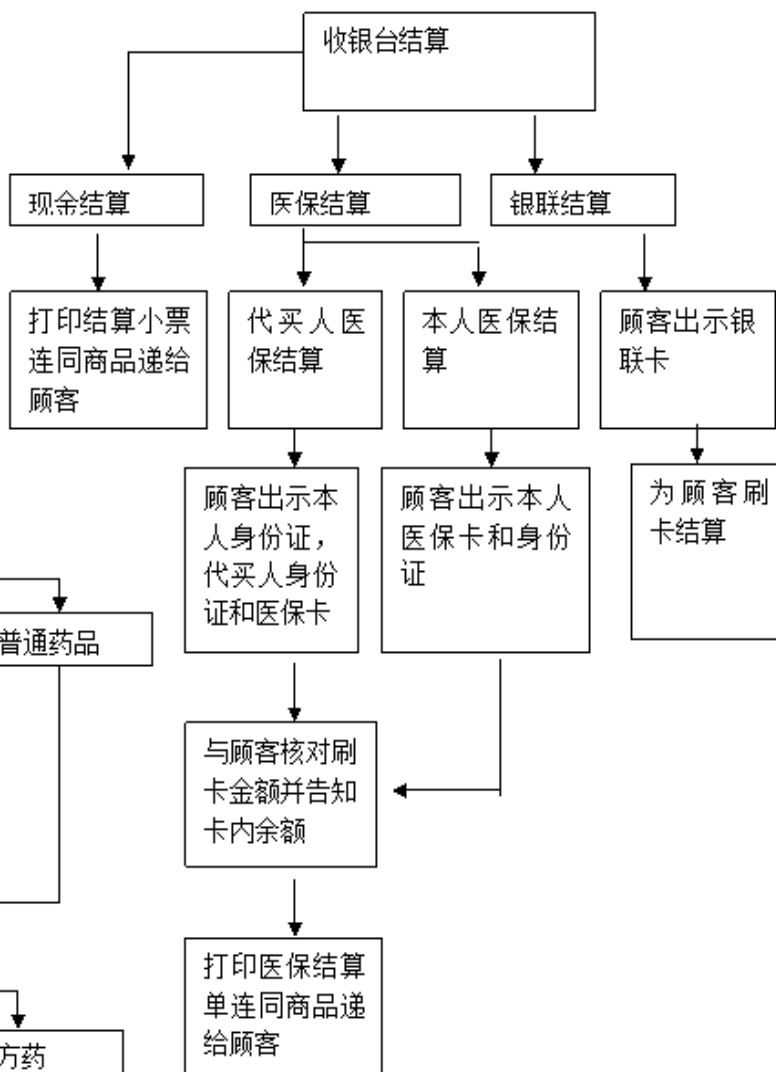 收银台结算
现金结算
医保结算
银联结算
打印结算小票
连同商品递给
顾客
代买人医
保结算
本人医保结
算
顾客出示银
联卡
顾客出示本
人身份证，
代买人身份
证和医保卡
顾客出示本人
医保卡和身份
证
为顾客刷
卡结算
普通药品
与顾客核对刷
卡金额并告知
卡内余额
打印医保结算
单连同商品递
给顾客
方药